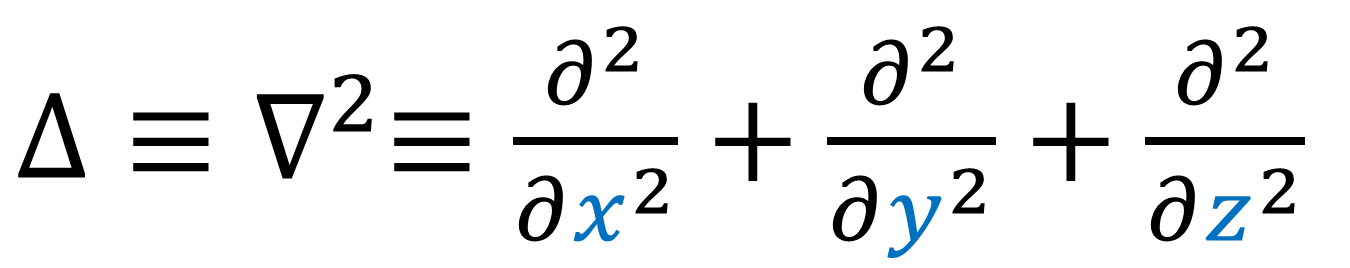 Δ ≡ ∇² ≡ ∂²/∂x² + ∂²/∂y² + ∂²/∂z²